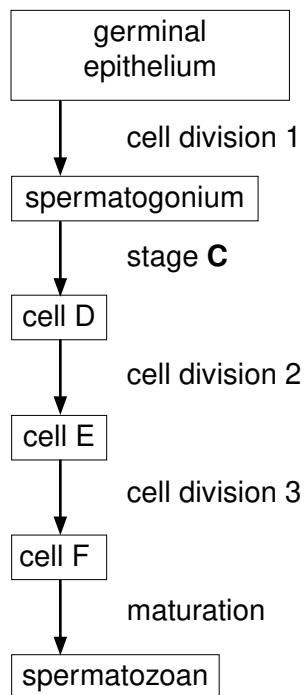 germinal
epithelium
cell division 1
spermatogonium
stage C
cell D
cell division 2
cell E
cell division 3
cell F
maturation
spermatozoan